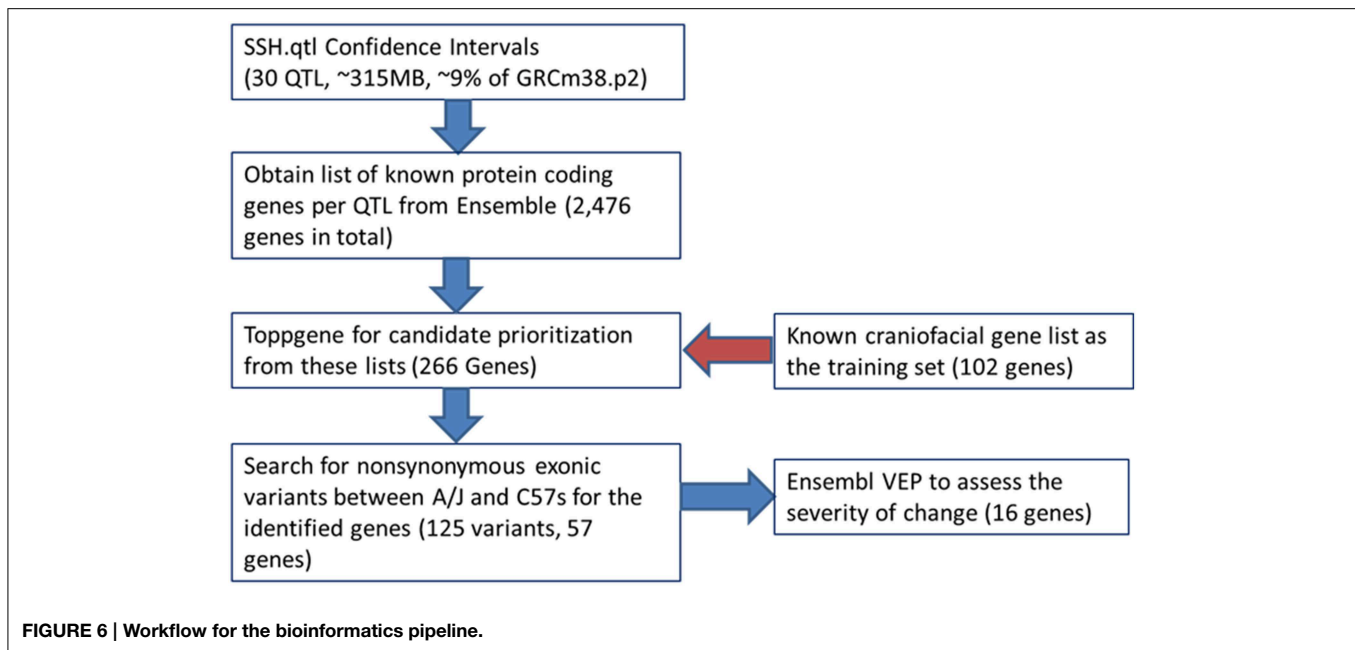 SSH.qtl Confidence Intervals
(30 QTL, ~315MB, ~9% of GRCm38.p2)
Obtain list of known protein coding
genes per QTL from Ensemble (2,476
genes in total)
Toppgene for candidate prioritization
from these lists (266 Genes)
Known craniofacial gene list as
the training set (102 genes)
Search for nonsynonymous exonic
variants between A/J and C57s for the
identified genes (125 variants, 57
genes)
Ensembl VEP to assess the
severity of change (16 genes)
FIGURE 6 | Workflow for the bioinformatics pipeline.